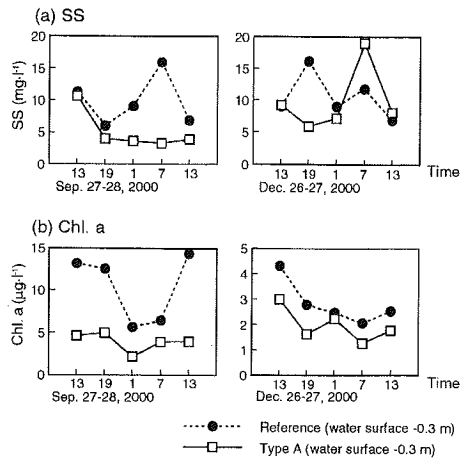 (a) SS
SS (mg·l⁻¹)
20
15
10
5
0
13 19 1 7 13
Sep. 27-28, 2000
20
15
10
5
0
13 19 1 7 13 Time
Dec. 26-27, 2000
(b) Chl. a
Chl. a (µg·l⁻¹)
15
10
5
0
13 19 1 7 13
Sep. 27-28, 2000
5
4
3
2
1
0
13 19 1 7 13 Time
Dec. 26-27, 2000
Reference (water surface -0.3 m)
Type A (water surface -0.3 m)